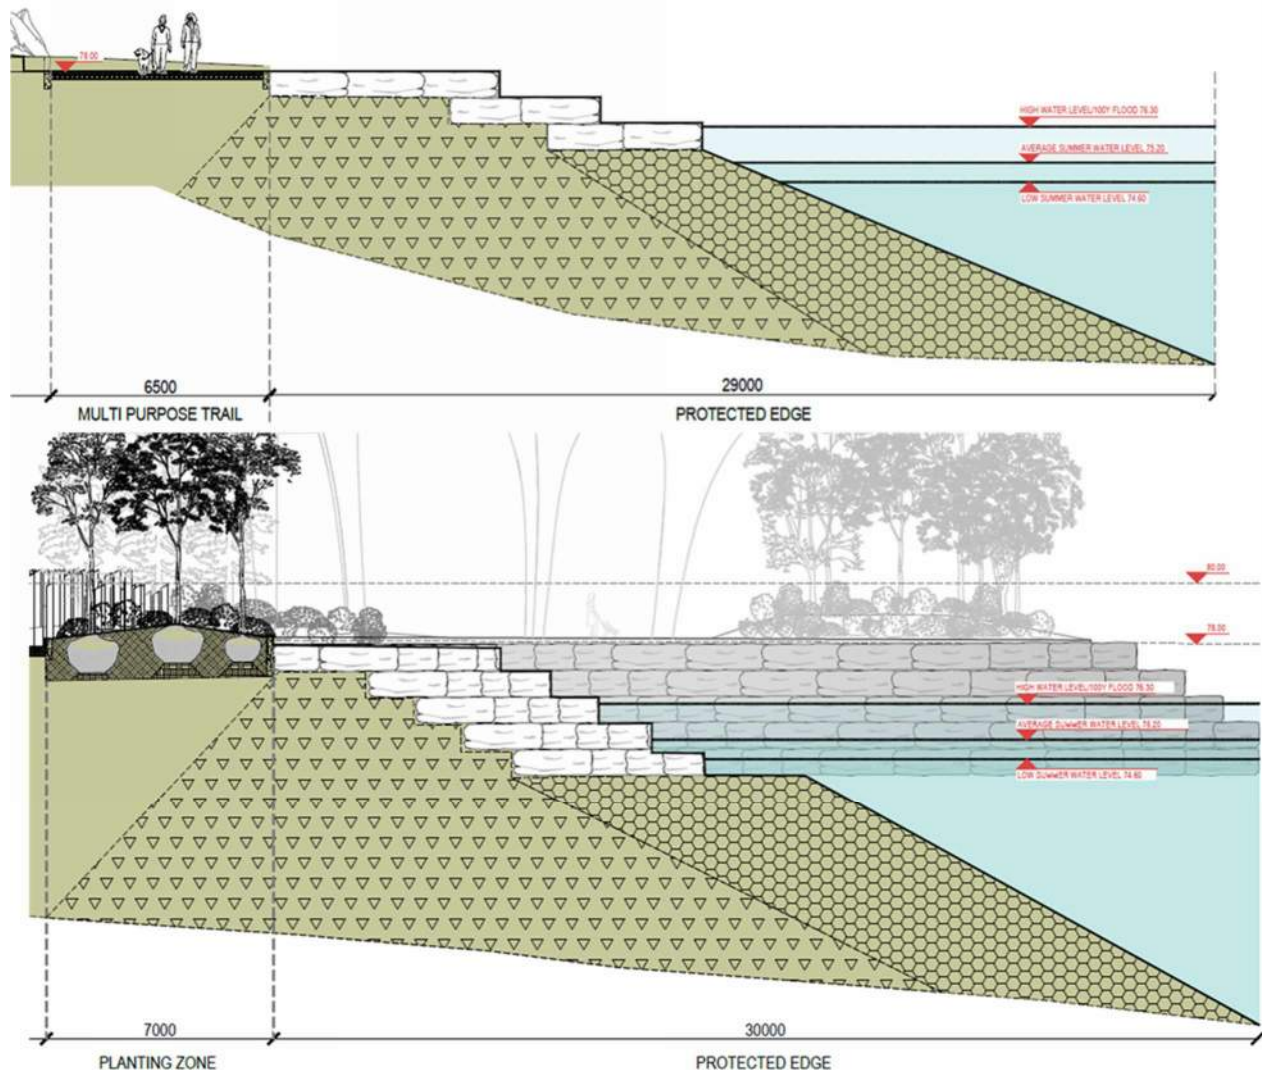 78.00
HIGH WATER LEVEL/100Y FLOOD 76.30
AVERAGE SUMMER WATER LEVEL 75.20
LOW SUMMER WATER LEVEL 74.60
6500
29000
MULTI PURPOSE TRAIL
PROTECTED EDGE
80.00
78.00
HIGH WATER LEVEL/100Y FLOOD 76.30
AVERAGE SUMMER WATER LEVEL 75.20
LOW SUMMER WATER LEVEL 74.60
7000
30000
PLANTING ZONE
PROTECTED EDGE